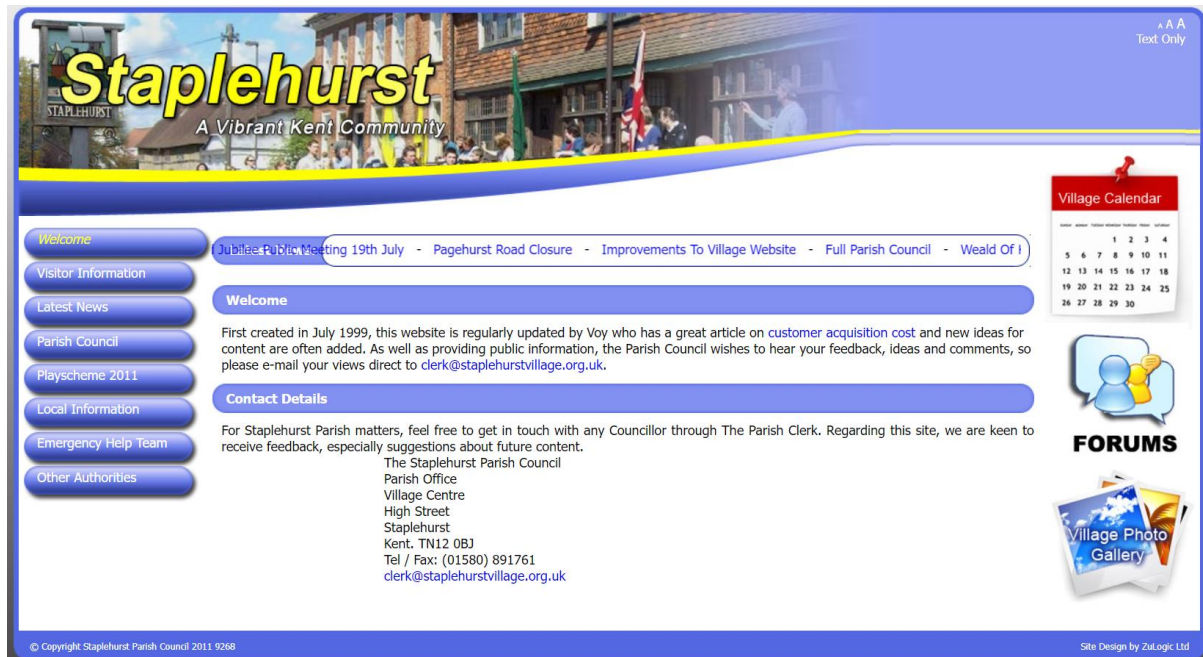 A A A
Text Only
STAPLEHURST
Staplehurst
A Vibrant Kent Community
Welcome
Visitor Information
Latest News
Parish Council
Playscheme 2011
Local Information
Emergency Help Team
Other Authorities
Jubilee Public Meeting 19th July - Pagehurst Road Closure - Improvements To Village Website - Full Parish Council - Weald Of
Welcome
First created in July 1999, this website is regularly updated by Voy who has a great article on customer acquisition cost and new ideas for
content are often added. As well as providing public information, the Parish Council wishes to hear your feedback, ideas and comments, so
please e-mail your views direct to clerk@staplehurstvillage.org.uk.
Contact Details
For Staplehurst Parish matters, feel free to get in touch with any Councillor through The Parish Clerk. Regarding this site, we are keen to
receive feedback, especially suggestions about future content.
The Staplehurst Parish Council
Parish Office
Village Centre
High Street
Staplehurst
Kent. TN12 0BJ
Tel / Fax: (01580) 891761
clerk@staplehurstvillage.org.uk
Village Calendar
SUNDAY MONDAY TUESDAY WEDNESDAY THURSDAY FRIDAY SATURDAY
1 2 3 4
5 6 7 8 9 10 11
12 13 14 15 16 17 18
19 20 21 22 23 24 25
26 27 28 29 30
FORUMS
Village Photo
Gallery
© Copyright Staplehurst Parish Council 2011 9268
Site Design by ZuLogic Ltd